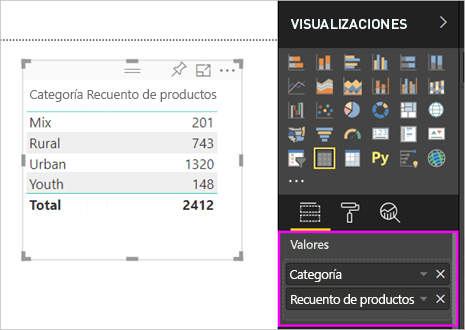 VISUALIZACIONES
Categoría Recuento de productos
Mix 201
Rural 743
Urban 1320
Youth 148
Total 2412
Py
Valores
Categoría
Recuento de productos